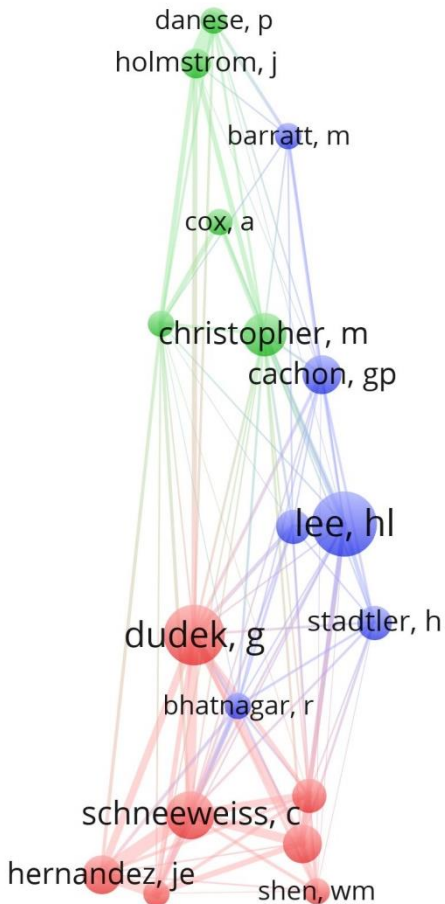 danese, p
holmstrom, j
barratt, m
cox, a
christopher, m
cachon, gp
lee, hl
stadtler, h
dudek, g
bhatnagar, r
schneeweiss, c
hernandez, je
shen, wm